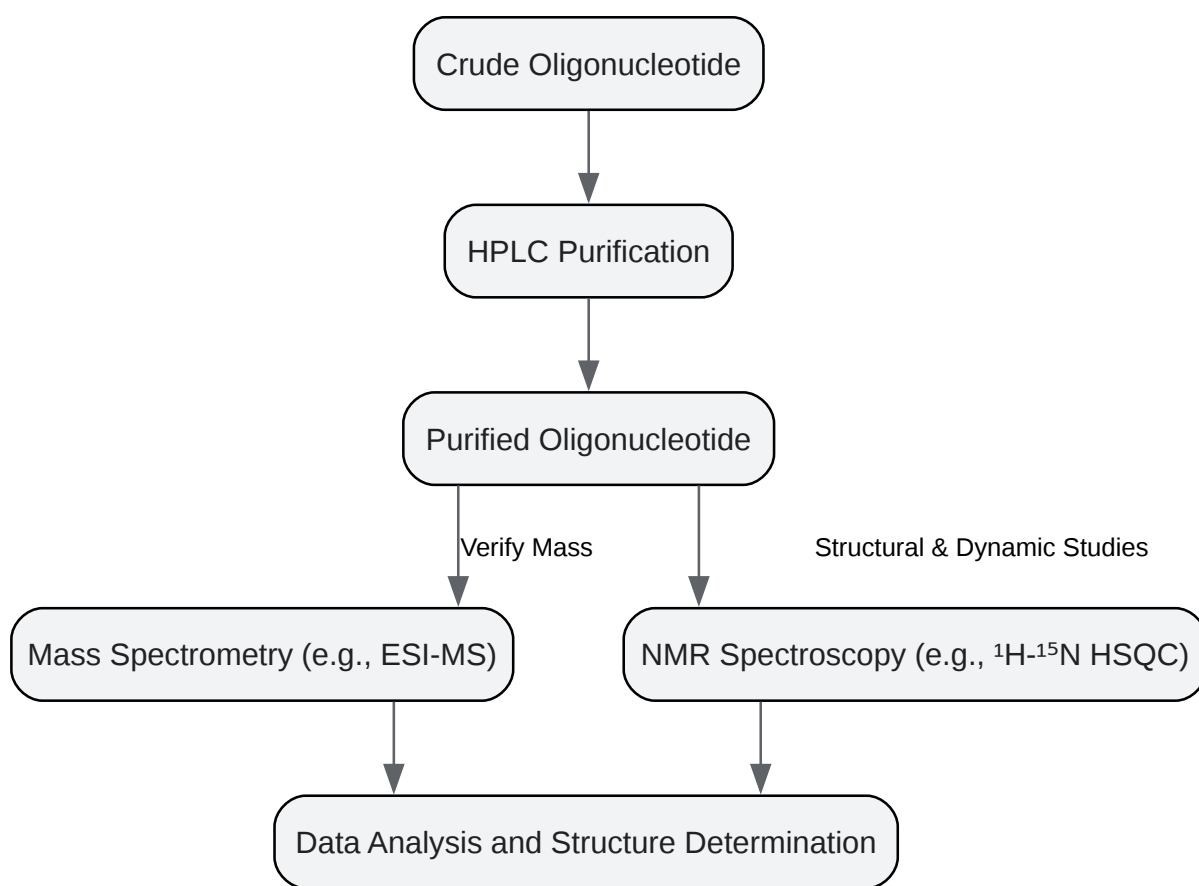 Crude Oligonucleotide
HPLC Purification
Purified Oligonucleotide
Verify Mass
Structural & Dynamic Studies
Mass Spectrometry (e.g., ESI-MS)
NMR Spectroscopy (e.g., ¹H-¹⁵N HSQC)
Data Analysis and Structure Determination